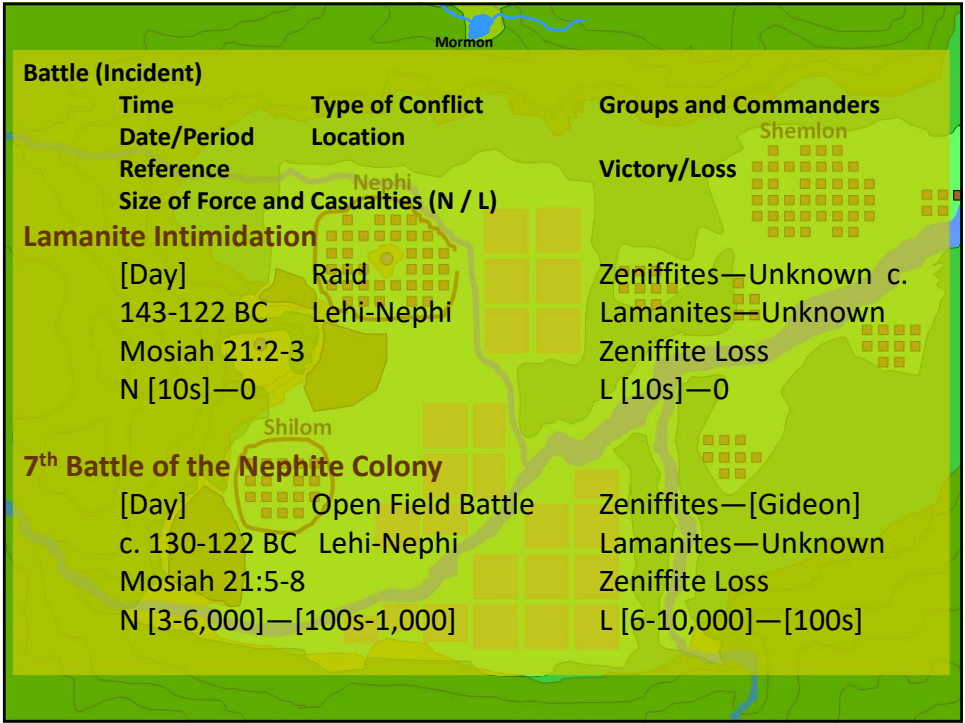 Mormon
Battle (Incident)
Time Type of Conflict Groups and Commanders
Shemlon
Date/Period Location
Reference Victory/Loss
Nephi
Size of Force and Casualties (N / L)
Lamanite Intimidation
[Day] Raid Zeniffites—Unknown c.
143-122 BC Lehi-Nephi Lamanites—Unknown
Mosiah 21:2-3 Zeniffite Loss
N [10s]—0 L [10s]—0
Shilom
7th Battle of the Nephite Colony
[Day] Open Field Battle Zeniffites—[Gideon]
c. 130-122 BC Lehi-Nephi Lamanites—Unknown
Mosiah 21:5-8 Zeniffite Loss
N [3-6,000]—[100s-1,000] L [6-10,000]—[100s]